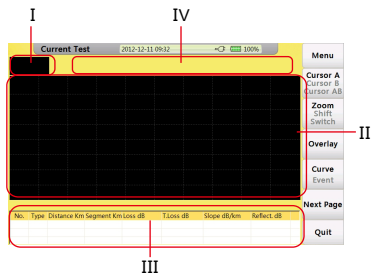 I
IV
Current Test
2012-12-11 09:32
100%
Menu
Cursor A
Cursor B
Cursor AB
Zoom
Shift
Switch
II
Overlay
Curve
Event
Next Page
No. Type Distance Km Segment Km Loss dB T.Loss dB Slope dB/km Reflect. dB
Quit
III